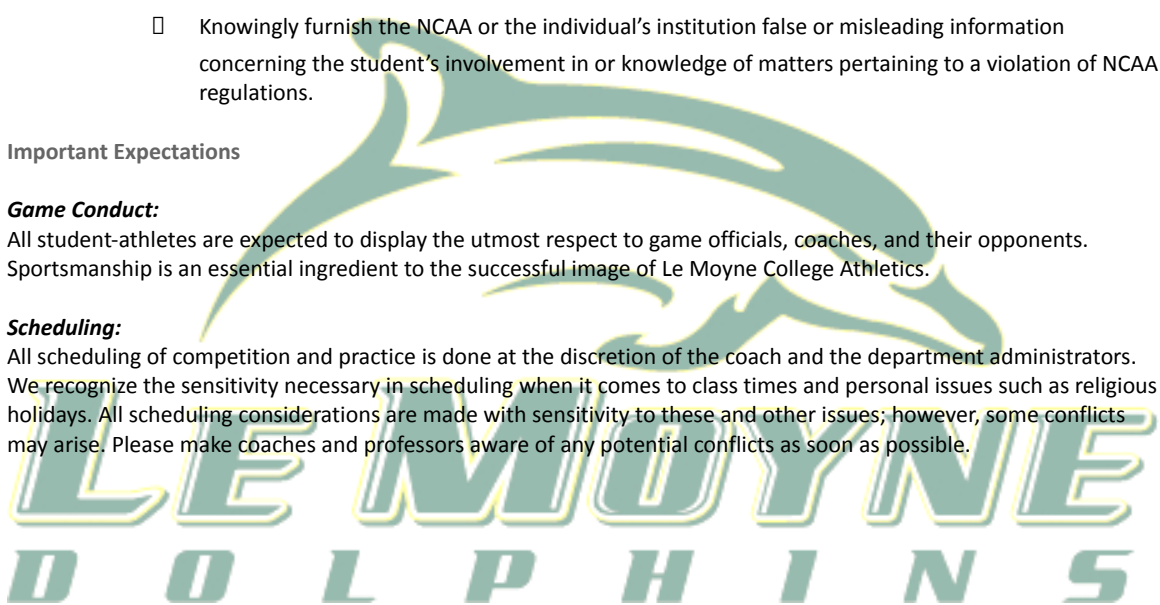 ▯ Knowingly furnish the NCAA or the individual’s institution false or misleading information
concerning the student’s involvement in or knowledge of matters pertaining to a violation of NCAA
regulations.
Important Expectations
Game Conduct:
All student-athletes are expected to display the utmost respect to game officials, coaches, and their opponents.
Sportsmanship is an essential ingredient to the successful image of Le Moyne College Athletics.
Scheduling:
All scheduling of competition and practice is done at the discretion of the coach and the department administrators.
We recognize the sensitivity necessary in scheduling when it comes to class times and personal issues such as religious
holidays. All scheduling considerations are made with sensitivity to these and other issues; however, some conflicts
may arise. Please make coaches and professors aware of any potential conflicts as soon as possible.
LE MOYNE
DOLPHINS